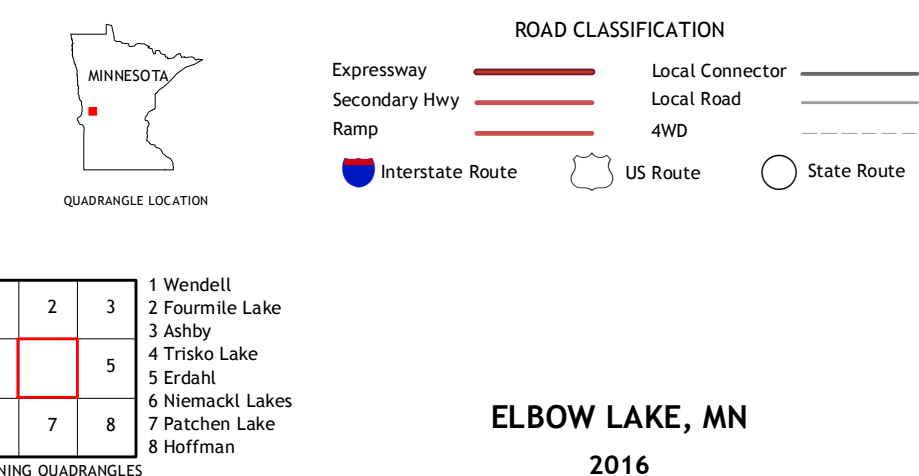 MINNESOTA
QUADRANGLE LOCATION
ROAD CLASSIFICATION
Expressway
Local Connector
Secondary Hwy
Local Road
Ramp
4WD
Interstate Route
US Route
State Route
2
3
5
7
8
1 Wendell
2 Fourmile Lake
3 Ashby
4 Trisko Lake
5 Erdahl
6 Niemackl Lakes
7 Patchen Lake
8 Hoffman
NING QUADRANGLES
ELBOW LAKE, MN
2016